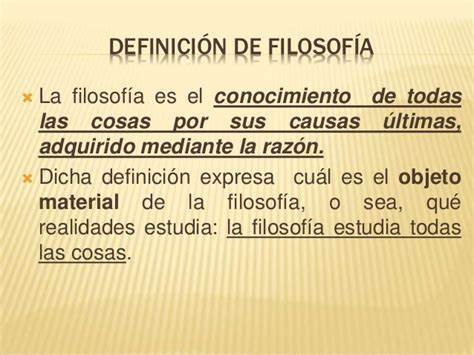 DEFINICIÓN DE FILOSOFÍA
La filosofía es el conocimiento de todas
las cosas por sus causas últimas,
adquirido mediante la razón.
Dicha definición expresa cuál es el objeto
material de la filosofía, o sea, qué
realidades estudia: la filosofía estudia todas
las cosas.